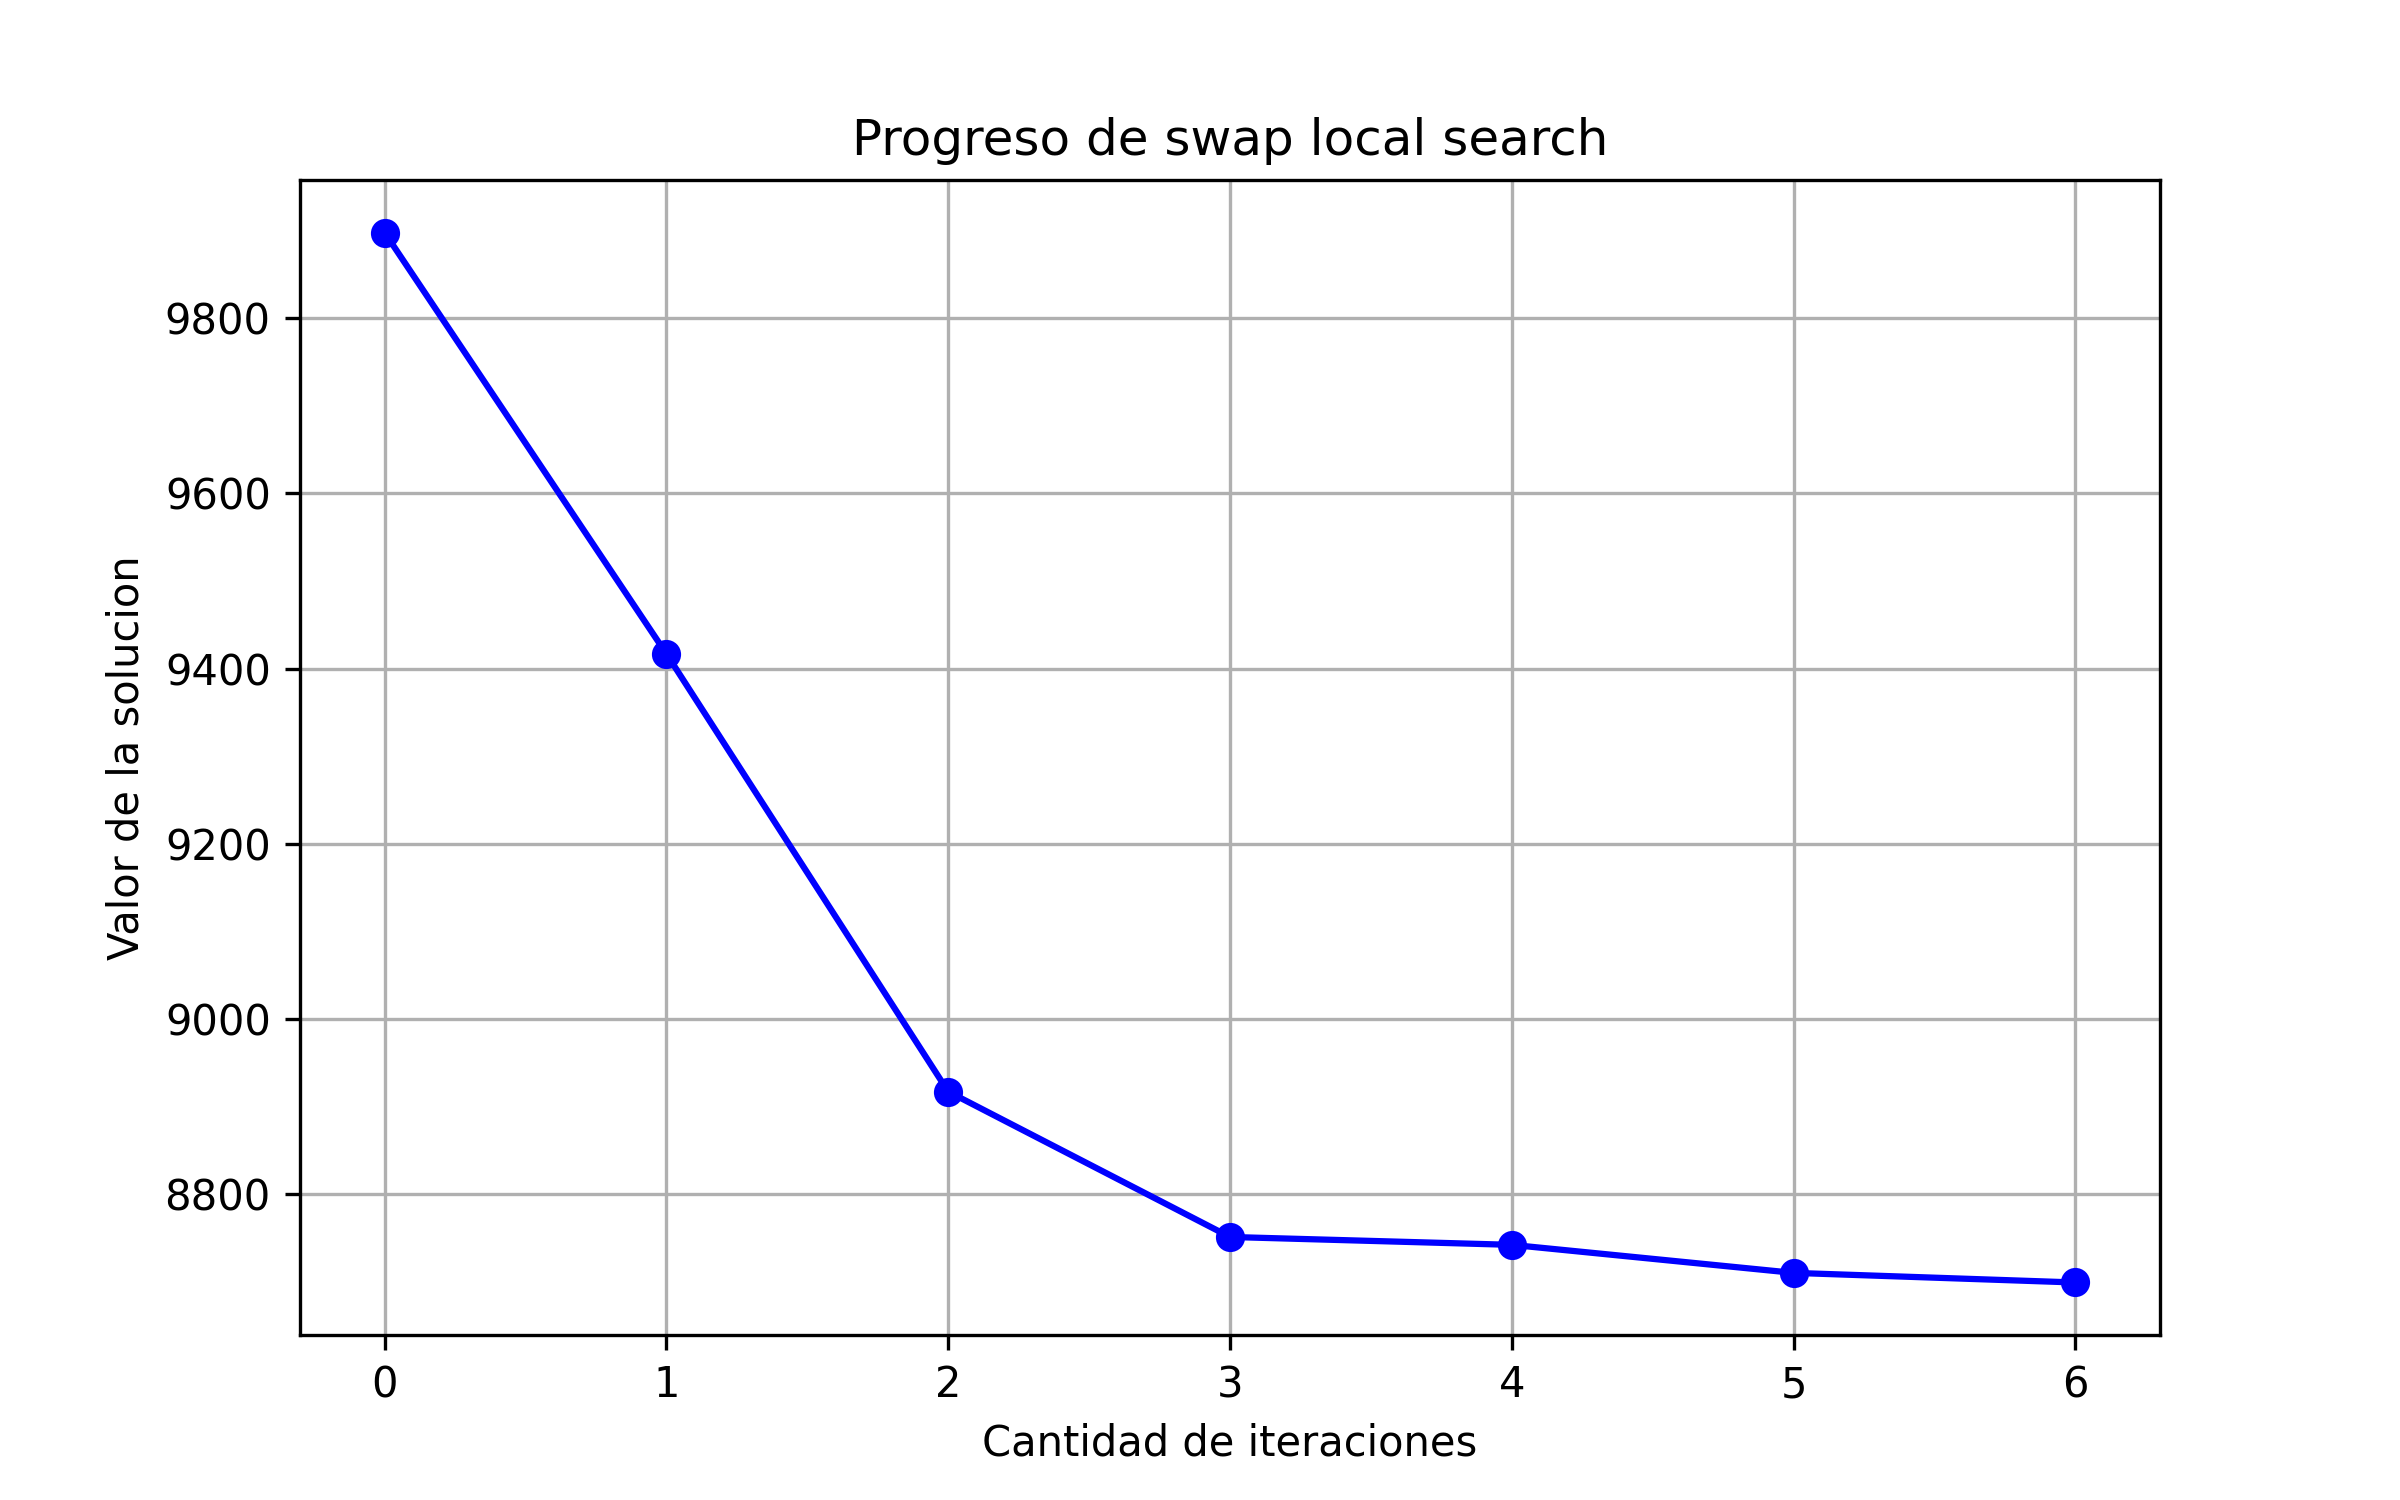 Progreso de swap local search
Valor de la solucion
9800
9600
9400
9200
9000
8800
0 1 2 3 4 5 6
Cantidad de iteraciones